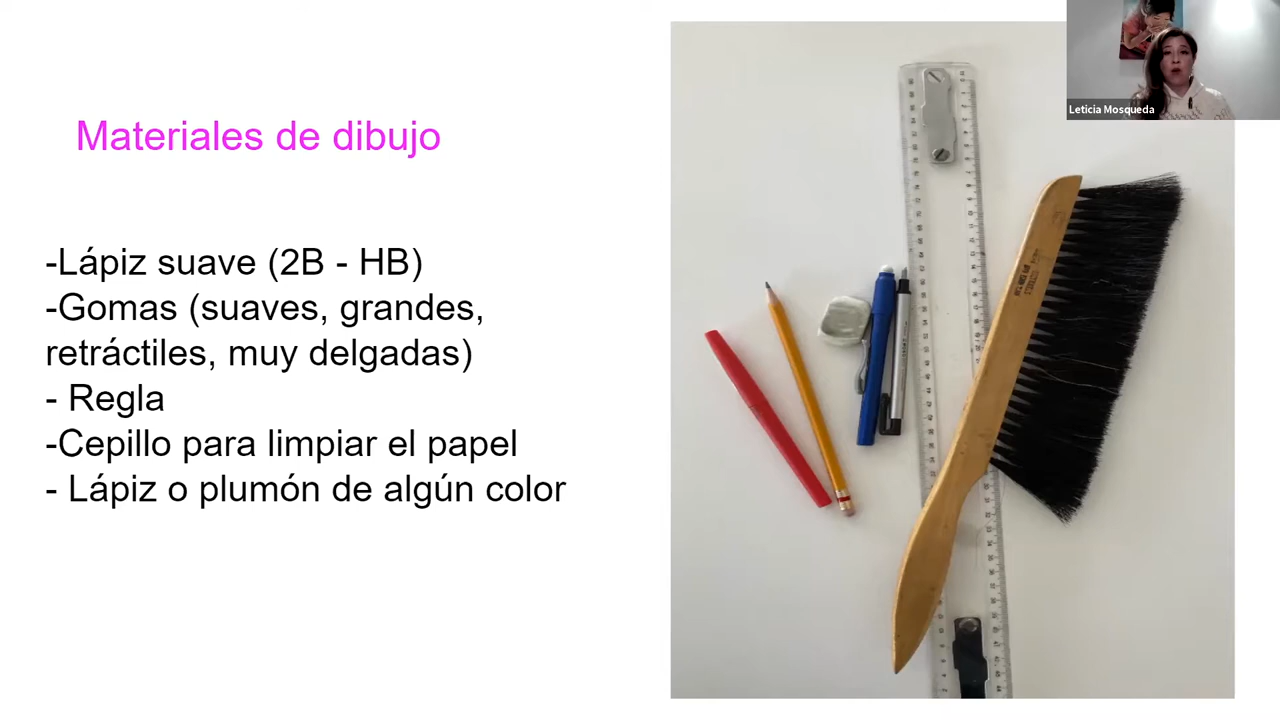 Materiales de dibujo
-Lápiz suave (2B - HB)
-Gomas (suaves, grandes,
retráctiles, muy delgadas)
- Regla
-Cepillo para limpiar el papel
- Lápiz o plumón de algún color
Leticia Mosqueda